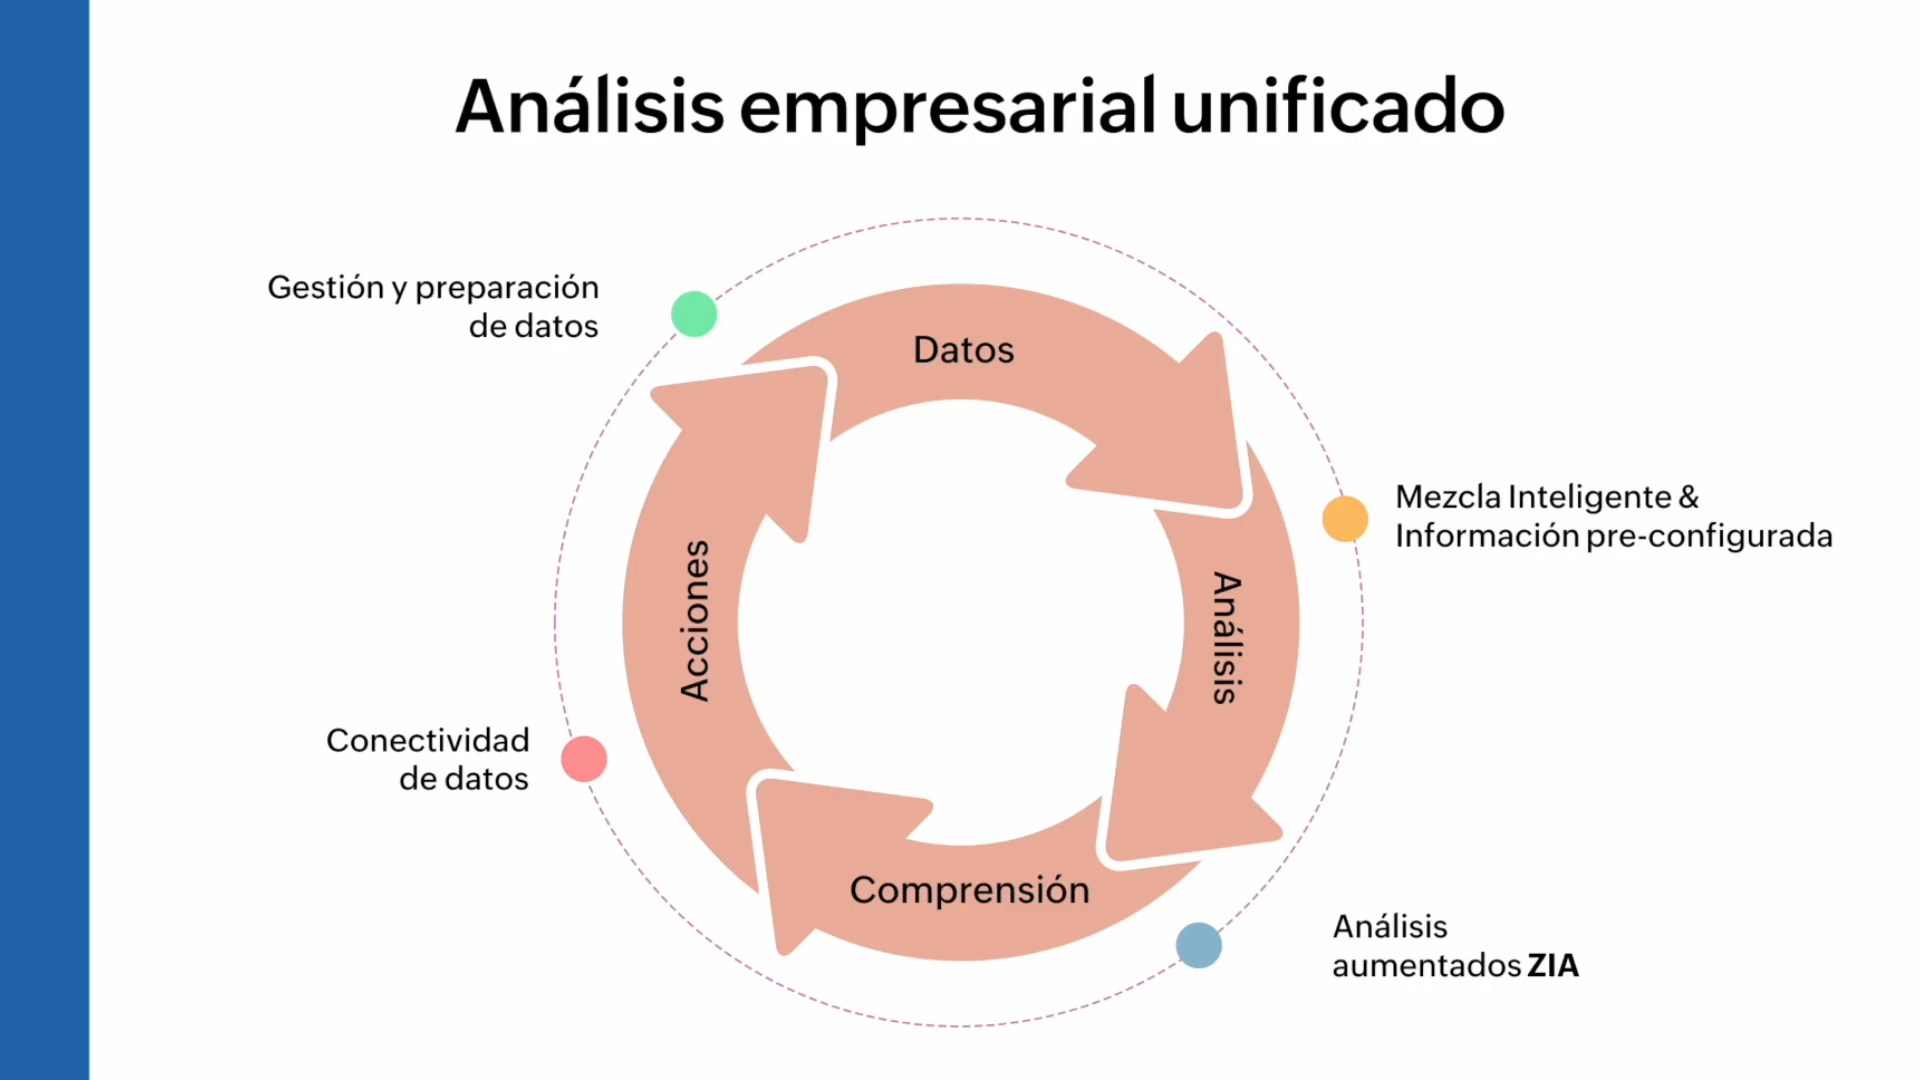 Análisis empresarial unificado
Gestión y preparación
de datos
Datos
Mezcla Inteligente &
Información pre-configurada
Análisis
Acciones
Conectividad
de datos
Comprensión
Análisis
aumentados ZIA